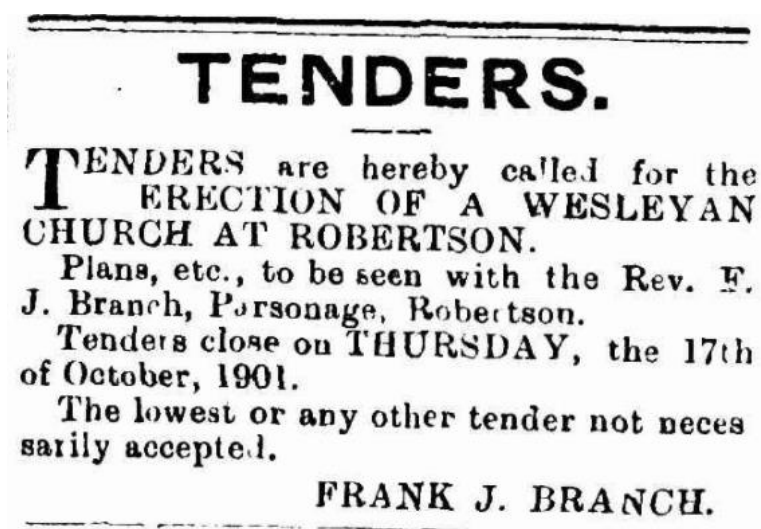 TENDERS.
TENDERS are hereby called for the
ERECTION OF A WESLEYAN
CHURCH AT ROBERTSON.
Plans, etc., to be seen with the Rev. F.
J. Branch, Parsonage, Robertson.
Tenders close on THURSDAY, the 17th
of October, 1901.
The lowest or any other tender not neces
sarily accepted.
FRANK J. BRANCH.